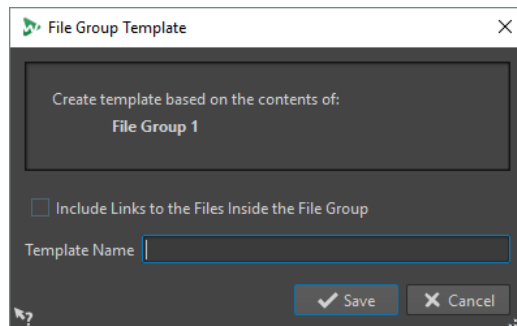 File Group Template
Create template based on the contents of:
File Group 1
Include Links to the Files Inside the File Group
Template Name
Save Cancel
?